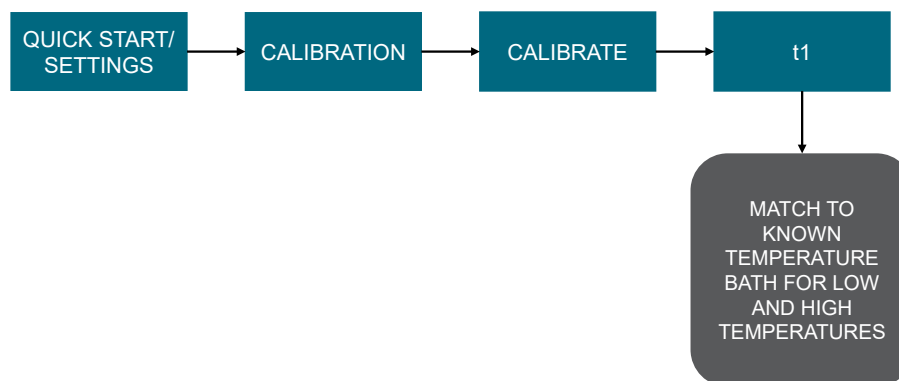 QUICK START/
SETTINGS
CALIBRATION
CALIBRATE
t1
MATCH TO
KNOWN
TEMPERATURE
BATH FOR LOW
AND HIGH
TEMPERATURES